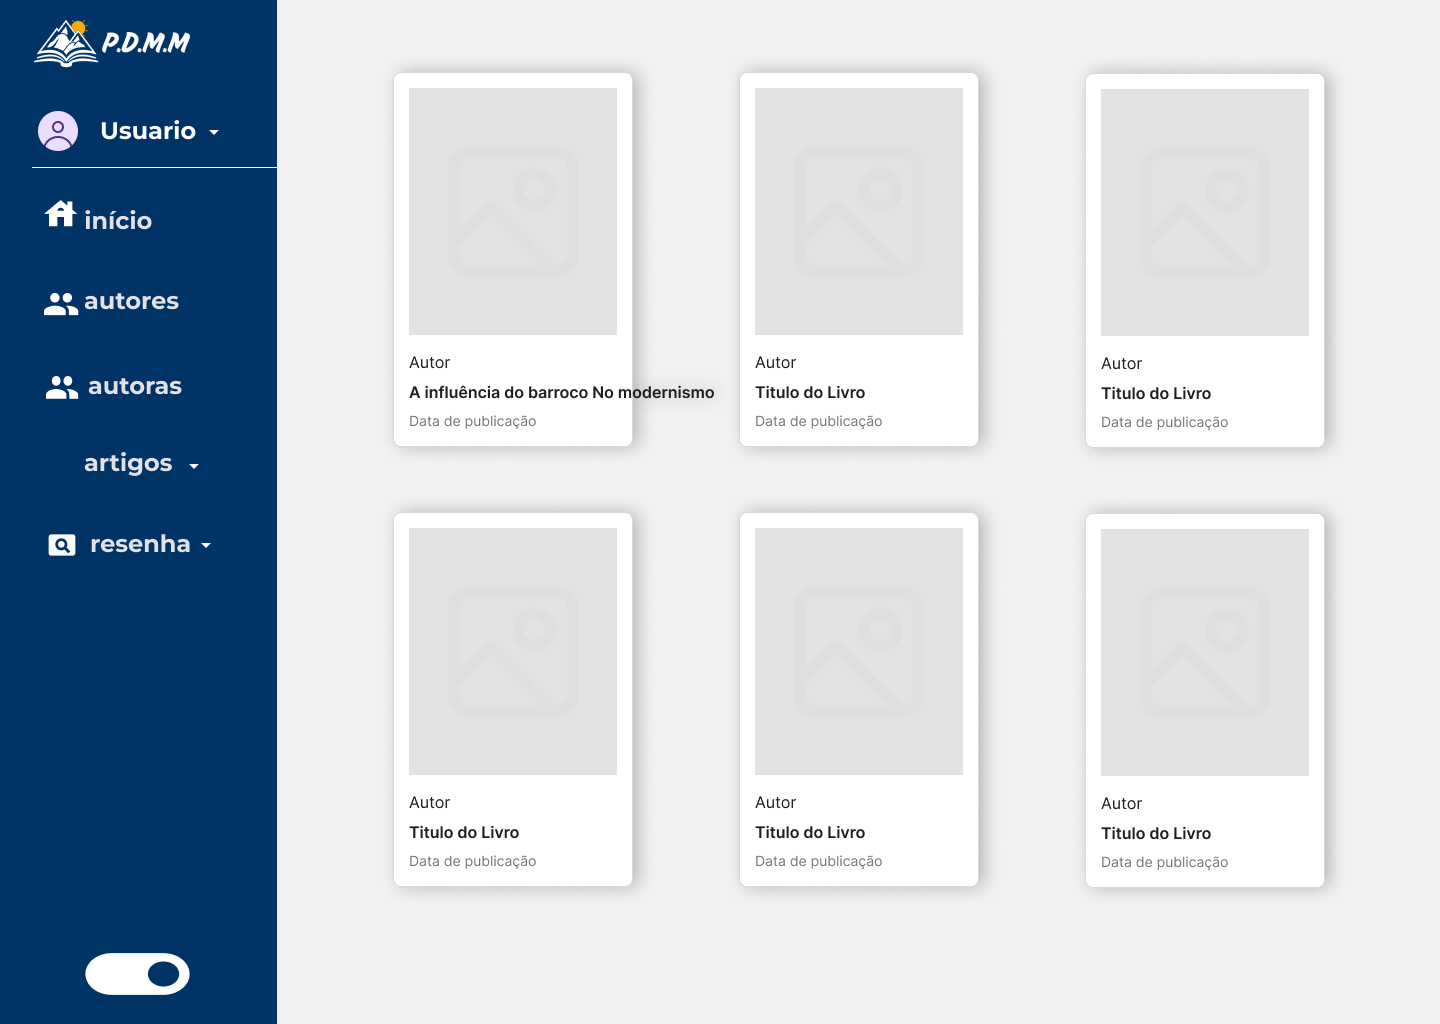 P.D.M.M
Usuario
início
autores
autoras
artigos
resenha
Autor
A influência do barroco No modernismo
Data de publicação
Autor
Titulo do Livro
Data de publicação
Autor
Titulo do Livro
Data de publicação
Autor
Titulo do Livro
Data de publicação
Autor
Titulo do Livro
Data de publicação
Autor
Titulo do Livro
Data de publicação